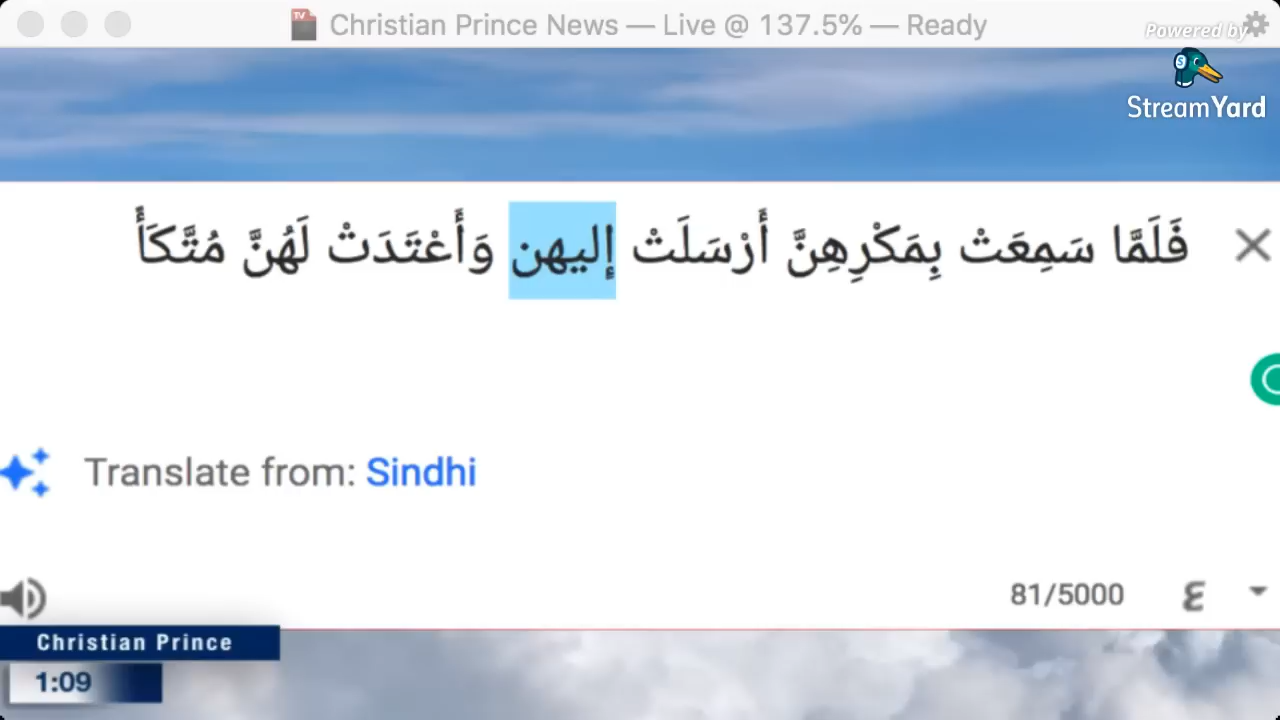 Christian Prince News — Live @ 137.5% — Ready
Powered by
StreamYard
فَلَمَّا سَمِعَتْ بِمَكْرِهِنَّ أَرْسَلَتْ إليهن وَأَعْتَدَتْ لَهُنَّ مُتَّكَأً
Translate from: Sindhi
81/5000
ع
Christian Prince
1:09